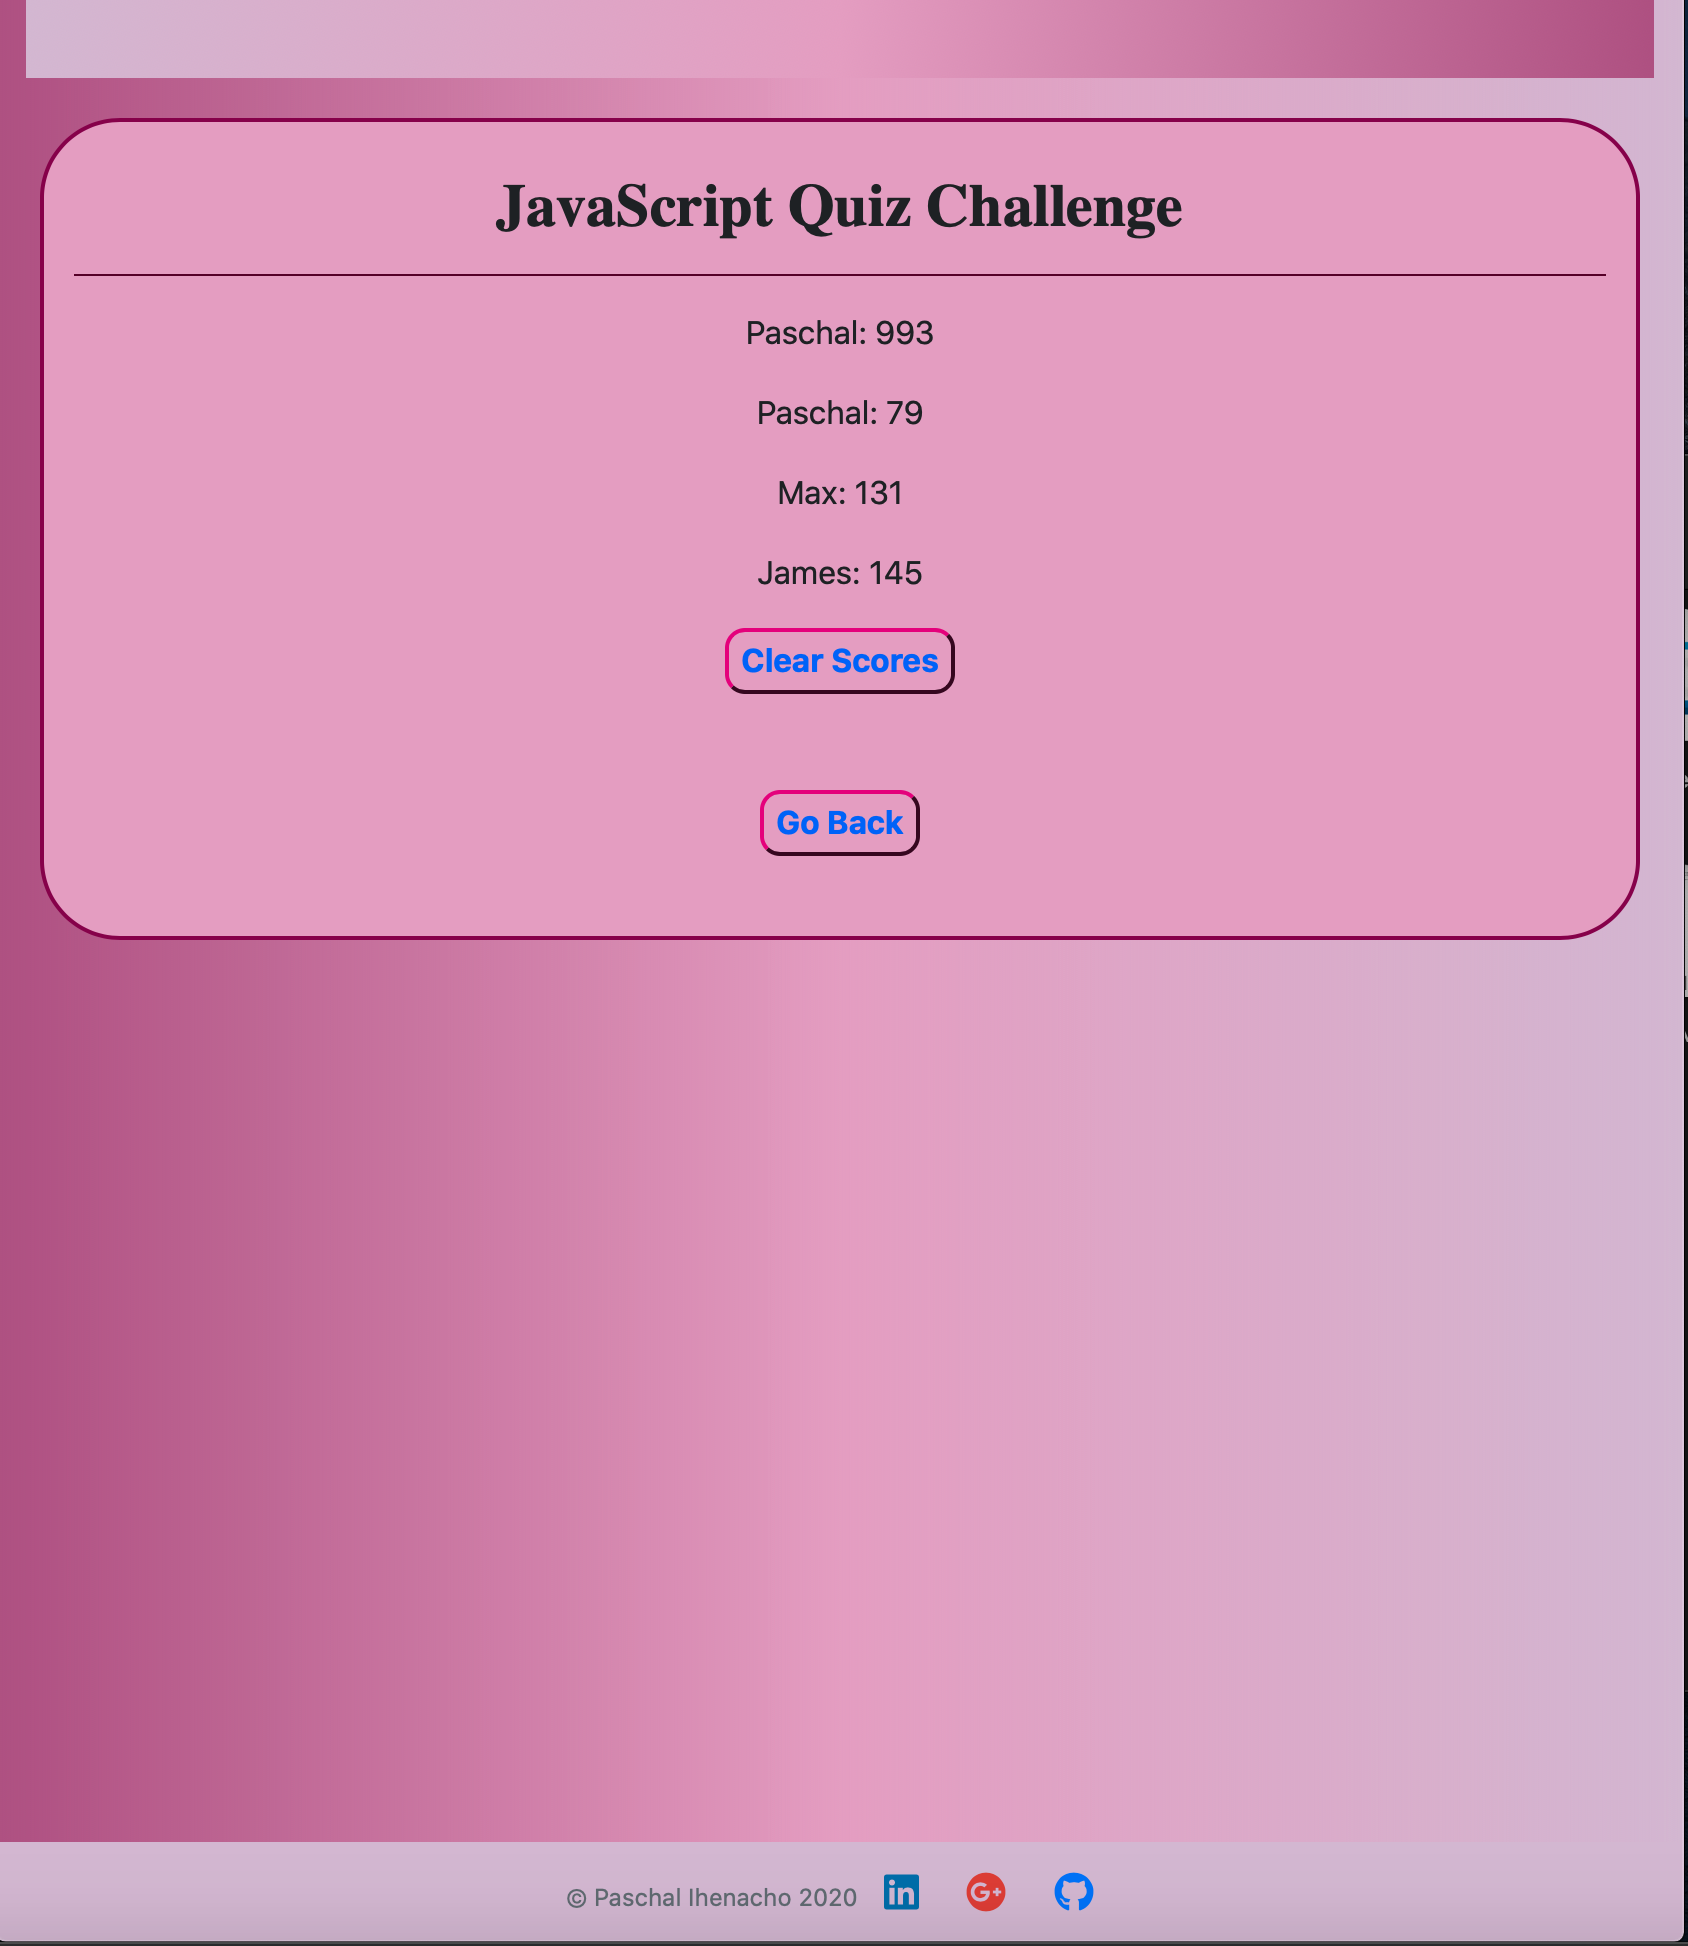 JavaScript Quiz Challenge
Paschal: 993
Paschal: 79
Max: 131
James: 145
Clear Scores
Go Back
© Paschal Ihenacho 2020 in G+